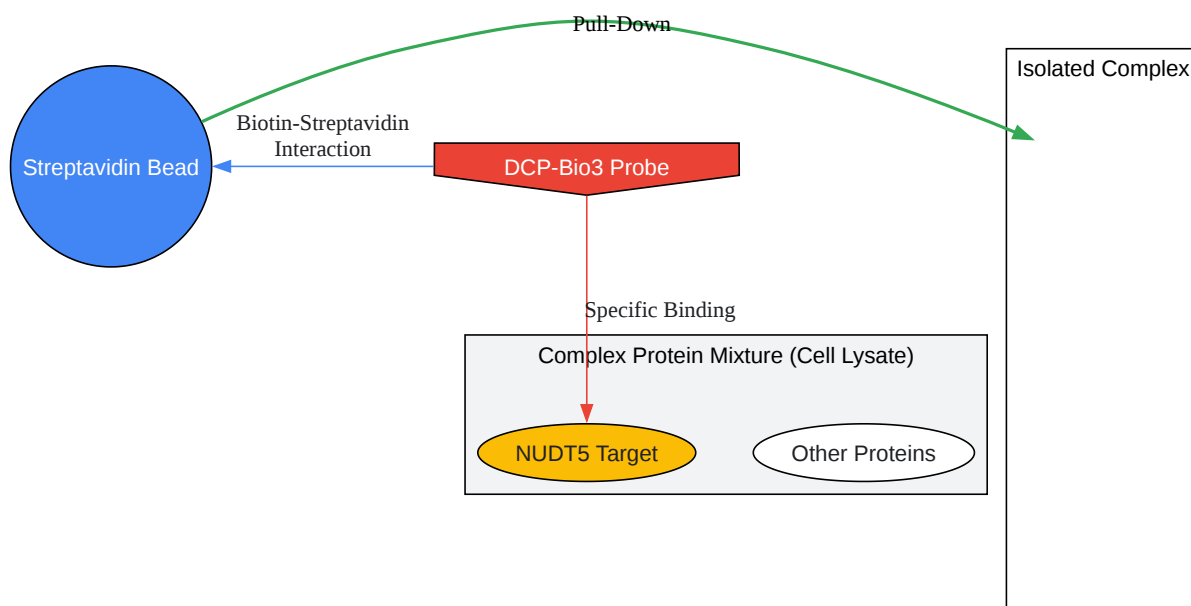 Pull-Down
Isolated Complex
Biotin-Streptavidin
Interaction
Streptavidin Bead
DCP-Bio3 Probe
Specific Binding
Complex Protein Mixture (Cell Lysate)
NUDT5 Target
Other Proteins